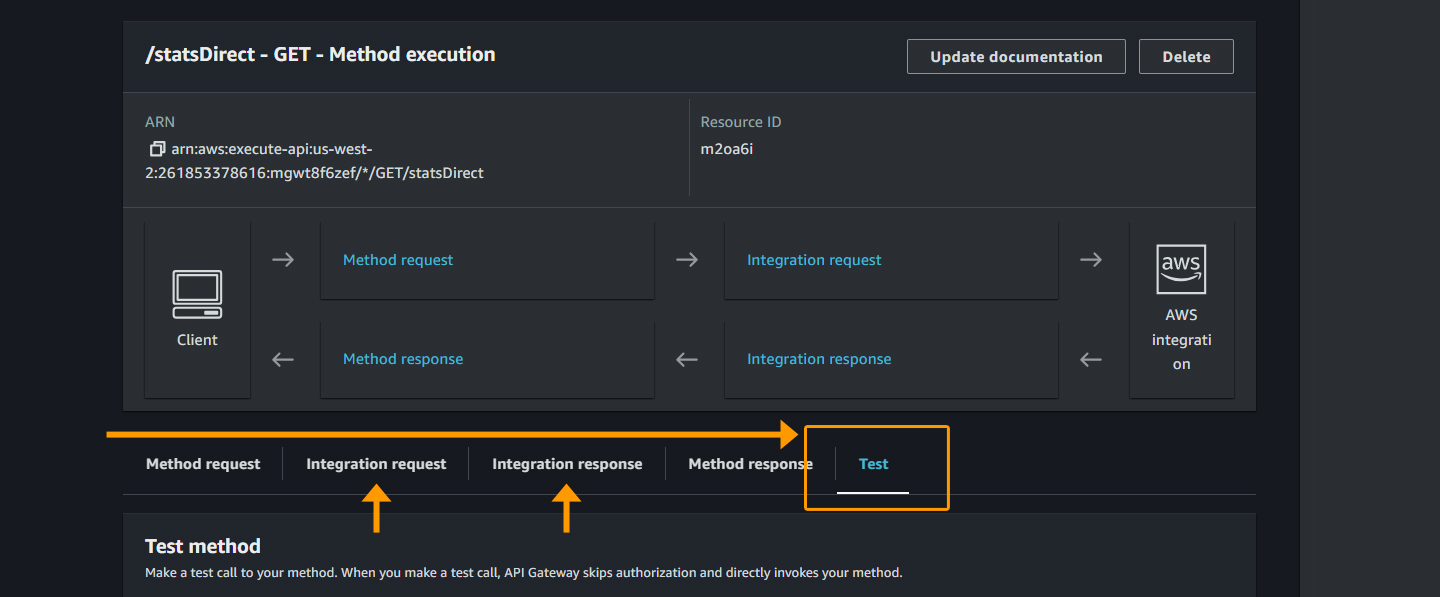 /statsDirect - GET - Method execution
Update documentation
Delete
ARN
arn:aws:execute-api:us-west-
2:261853378616:mgwt8f6zef/*/GET/statsDirect
Resource ID
m2oa6i
Client
Method request
Integration request
Method response
Integration response
aws
AWS
integrati
on
Method request
Integration request
Integration response
Method response
Test
Test method
Make a test call to your method. When you make a test call, API Gateway skips authorization and directly invokes your method.